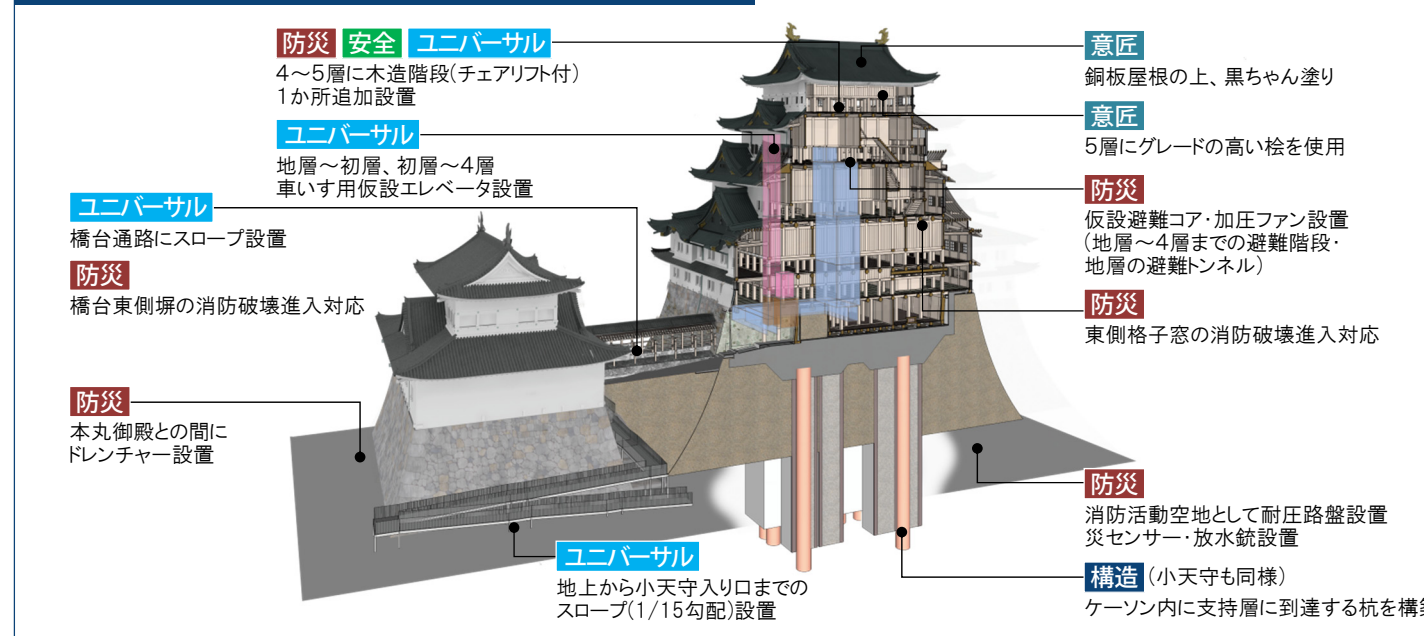 防災 安全 ユニバーサル
4～5層に木造階段(チェアリフト付)
1か所追加設置
ユニバーサル
地層～初層、初層～4層
車いす用仮設エレベータ設置
ユニバーサル
橋台通路にスロープ設置
防災
橋台東側塀の消防破壊進入対応
防災
本丸御殿との間に
ドレンチャー設置
ユニバーサル
地上から小天守入り口までの
スロープ(1/15勾配)設置
意匠
銅板屋根の上、黒ちゃん塗り
意匠
5層にグレードの高い桧を使用
防災
仮設避難コア・加圧ファン設置
(地層～4層までの避難階段・
地層の避難トンネル)
防災
東側格子窓の消防破壊進入対応
防災
消防活動空地として耐圧路盤設置
災センサー・放水銃設置
構造 (小天守も同様)
ケーソン内に支持層に到達する杭を構